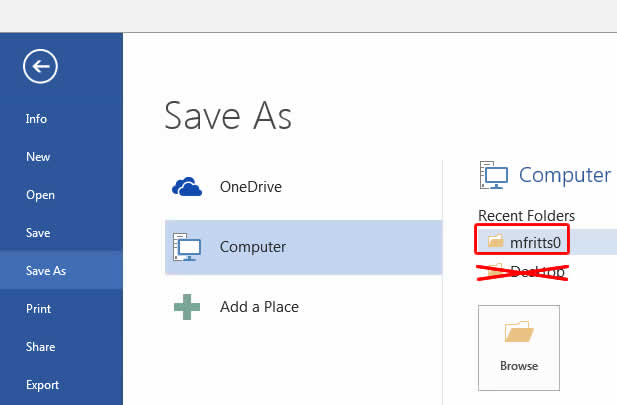 Info
New
Open
Save
Save As
Print
Share
Export
Save As
OneDrive
Computer
Add a Place
Computer
Recent Folders
mfritts0
Desktop
Browse